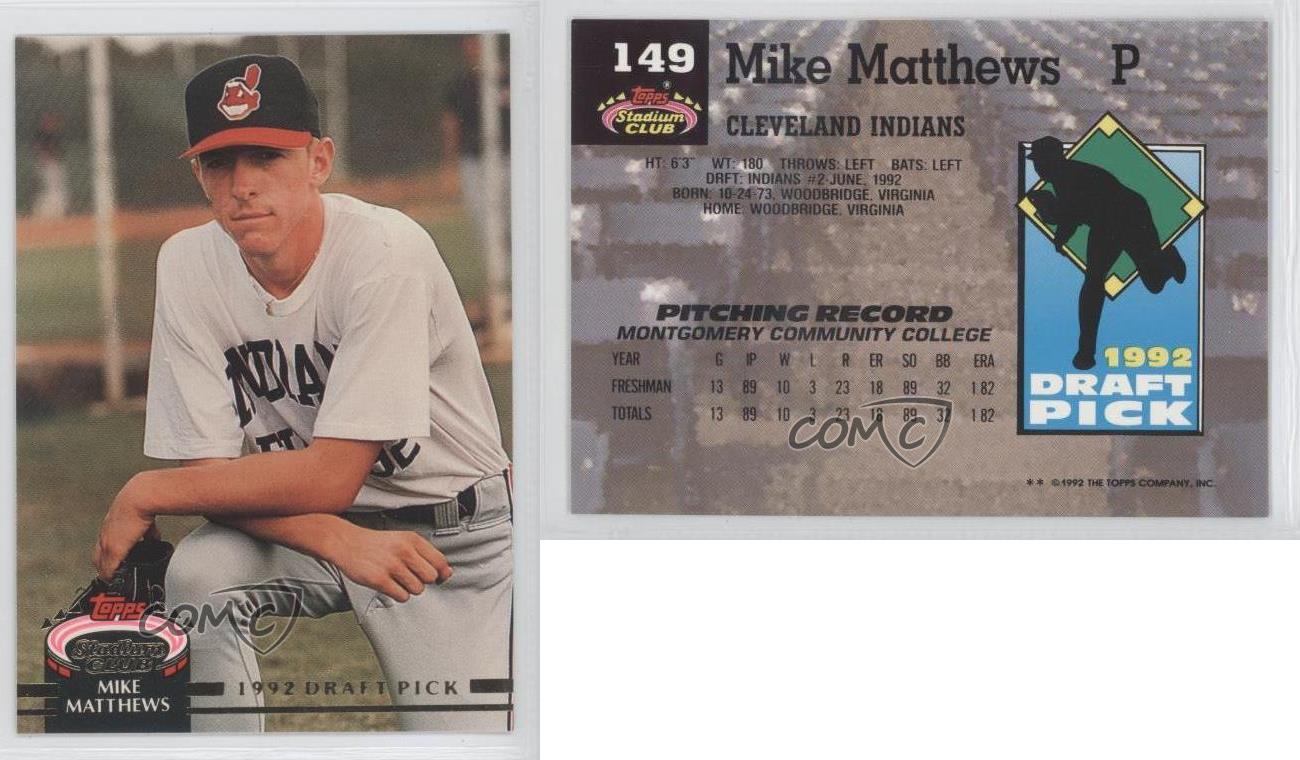 INDIANS
Topps
Stadium
CLUB
MIKE
MATTHEWS
1992 DRAFT PICK
COMC
149
Topps®
Stadium
CLUB
Mike Matthews P
CLEVELAND INDIANS
HT: 6'3" WT: 180 THROWS: LEFT BATS: LEFT
DRFT: INDIANS #2-JUNE, 1992
BORN: 10-24-73, WOODBRIDGE, VIRGINIA
HOME: WOODBRIDGE, VIRGINIA
PITCHING RECORD
MONTGOMERY COMMUNITY COLLEGE
YEAR G IP W L R ER SO BB ERA
FRESHMAN 13 89 10 3 23 18 89 32 1 82
TOTALS 13 89 10 3 23 18 89 32 1 82
COMC
1992
DRAFT
PICK
** ©1992 THE TOPPS COMPANY, INC.